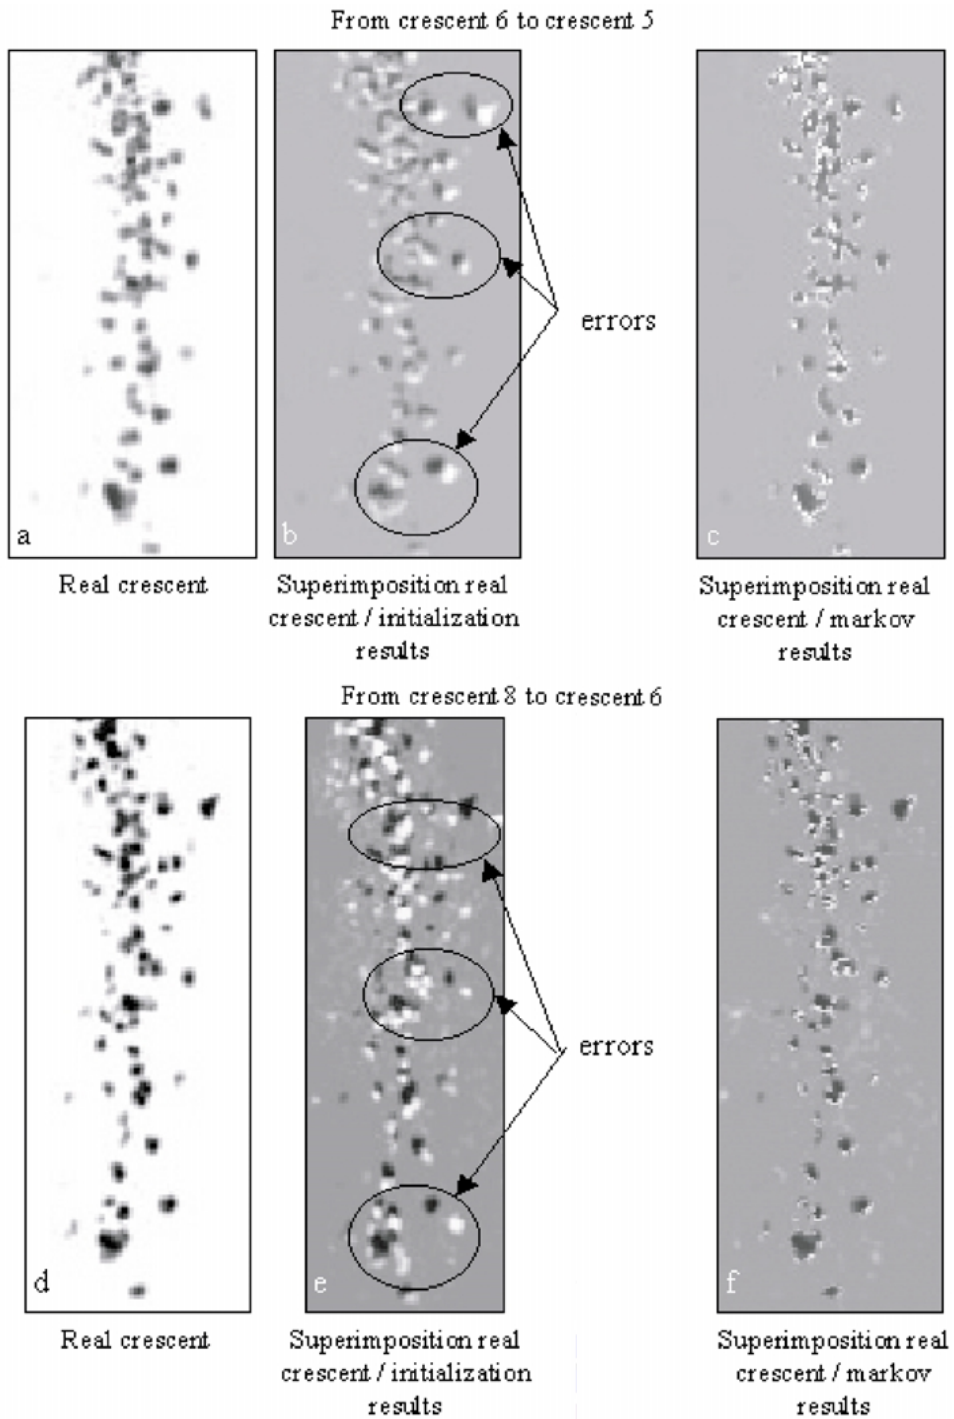 From crescent 6 to crescent 5
errors
a
b
c
Real crescent
Superimposition real
crescent / initialization
results
Superimposition real
crescent / markov
results
From crescent 8 to crescent 6
errors
d
e
f
Real crescent
Superimposition real
crescent / initialization
results
Superimposition real
crescent / markov
results